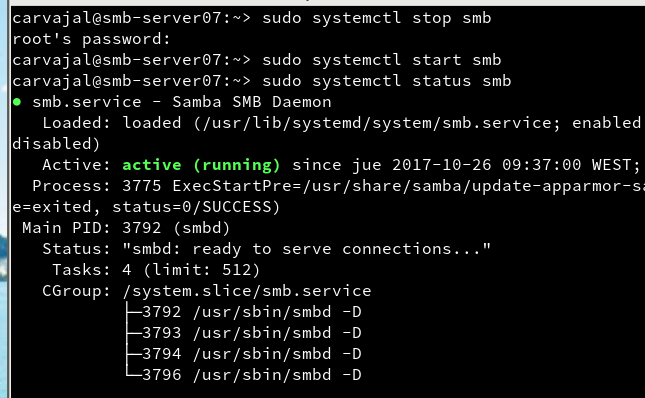 carvajal@smb-server07:~> sudo systemctl stop smb
root's password:
carvajal@smb-server07:~> sudo systemctl start smb
carvajal@smb-server07:~> sudo systemctl status smb
● smb.service - Samba SMB Daemon
Loaded: loaded (/usr/lib/systemd/system/smb.service; enabled
disabled)
Active: active (running) since jue 2017-10-26 09:37:00 WEST;
Process: 3775 ExecStartPre=/usr/share/samba/update-apparmor-sa
e=exited, status=0/SUCCESS)
Main PID: 3792 (smbd)
Status: "smbd: ready to serve connections..."
Tasks: 4 (limit: 512)
CGroup: /system.slice/smb.service
├─3792 /usr/sbin/smbd -D
├─3793 /usr/sbin/smbd -D
├─3794 /usr/sbin/smbd -D
└─3796 /usr/sbin/smbd -D